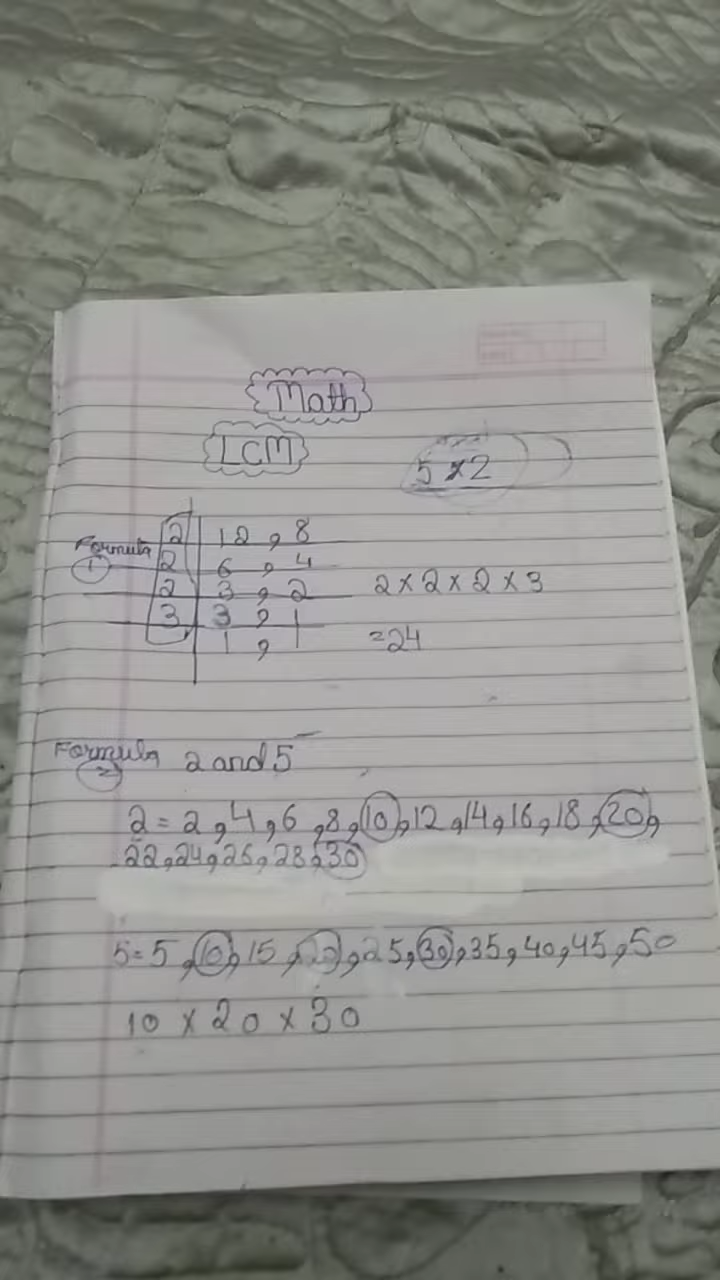 Math
LCM
5 × 2
Formula 1
2 | 12, 8
2 | 6, 4
2 | 3, 2
3 | 3, 1
1, 1
2 × 2 × 2 × 3
= 24
Formula 2 2 and 5
2 = 2, 4, 6, 8, 10, 12, 14, 16, 18, 20,
22, 24, 26, 28, 30
5 = 5, 10, 15, 20, 25, 30, 35, 40, 45, 50
10 × 20 × 30